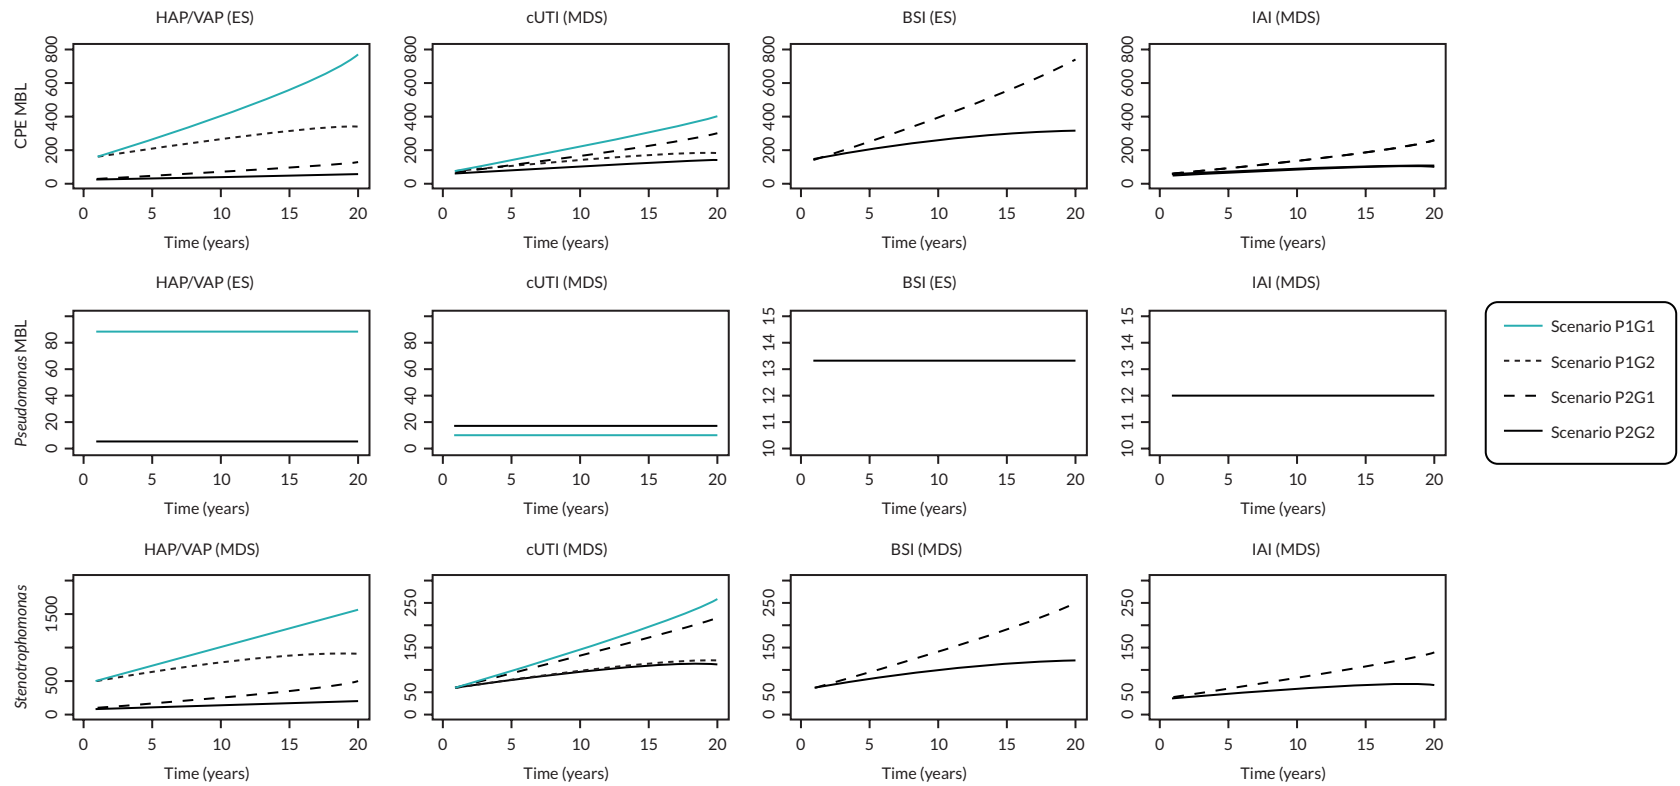 HAP/VAP (ES) cUTI (MDS) BSI (ES) IAI (MDS)
CPE MBL
0 200 400 600 800
0 200 400 600 800
0 200 400 600 800
0 200 400 600 800
0 5 10 15 20 0 5 10 15 20 0 5 10 15 20 0 5 10 15 20
Time (years) Time (years) Time (years) Time (years)
HAP/VAP (ES) cUTI (MDS) BSI (ES) IAI (MDS)
Pseudomonas MBL
0 20 40 60 80
0 20 40 60 80
10 11 12 13 14 15
10 11 12 13 14 15
0 5 10 15 20 0 5 10 15 20 0 5 10 15 20 0 5 10 15 20
Time (years) Time (years) Time (years) Time (years)
Scenario P1G1
Scenario P1G2
Scenario P2G1
Scenario P2G2
HAP/VAP (MDS) cUTI (MDS) BSI (MDS) IAI (MDS)
Stenotrophomonas
0 500 1500
0 50 150 250
0 50 150 250
0 50 150 250
0 5 10 15 20 0 5 10 15 20 0 5 10 15 20 0 5 10 15 20
Time (years) Time (years) Time (years) Time (years)